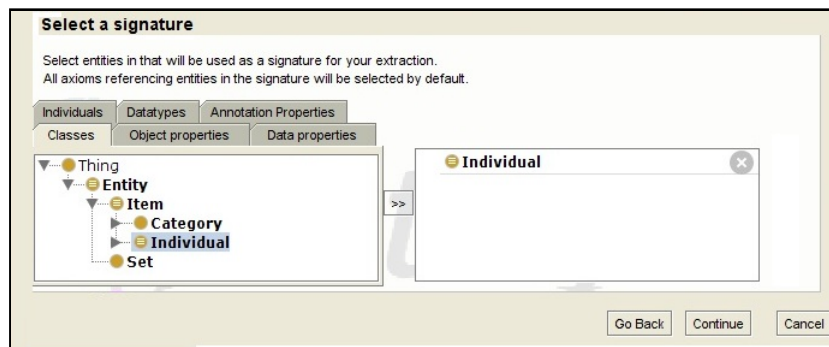 Select a signature
Select entities in that will be used as a signature for your extraction.
All axioms referencing entities in the signature will be selected by default.
Individuals Datatypes Annotation Properties
Classes Object properties Data properties
Thing
Entity
Item
Category
Individual
Set
>>
Individual
Go Back Continue Cancel